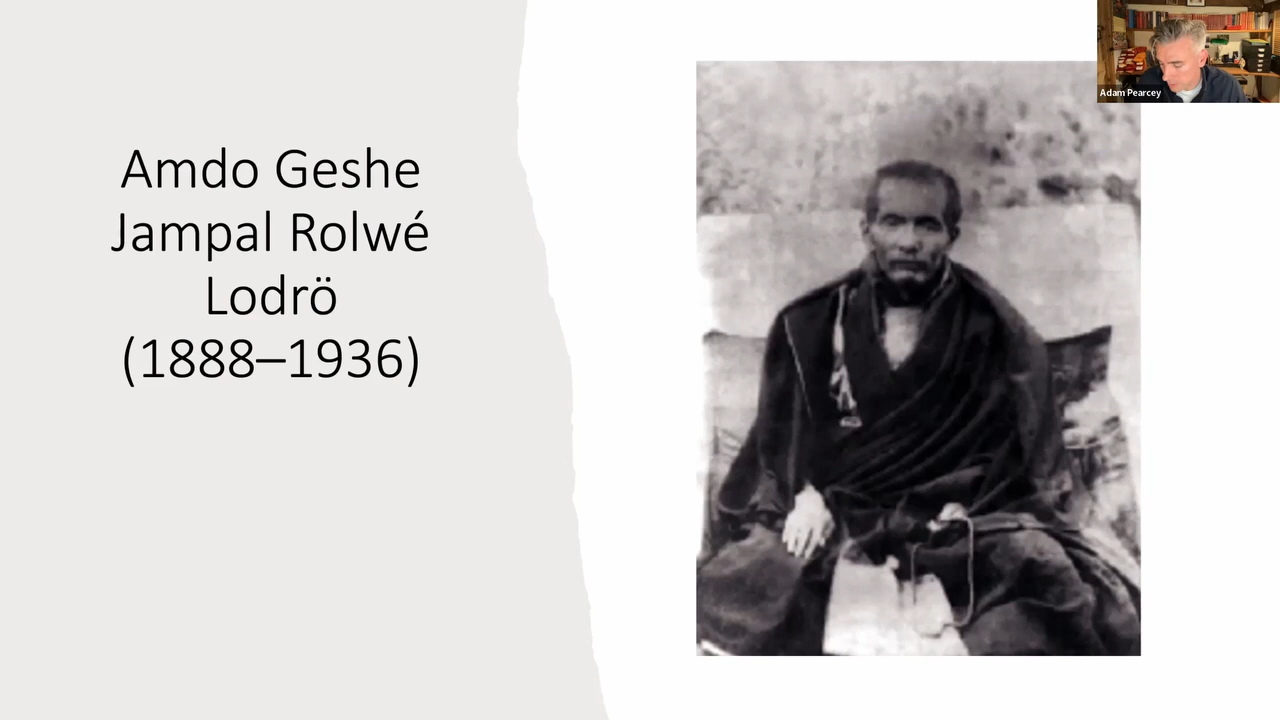 Amdo Geshe
Jampal Rolwé
Lodrö
(1888–1936)
Adam Pearcey